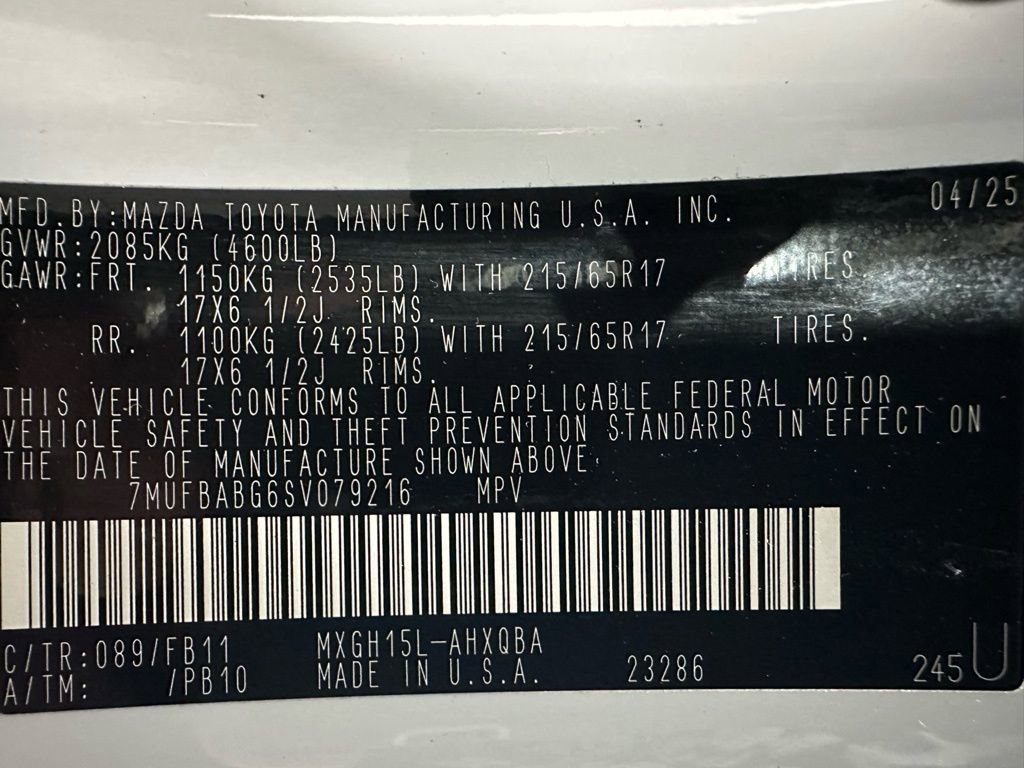 MFD.BY:MAZDA TOYOTA MANUFACTURING U.S.A. INC. 04/25
GVWR:2085KG (4600LB)
GAWR:FRT. 1150KG (2535LB) WITH 215/65R17 TIRES
17X6 1/2J RIMS.
RR. 1100KG (2425LB) WITH 215/65R17 TIRES.
17X6 1/2J RIMS.
THIS VEHICLE CONFORMS TO ALL APPLICABLE FEDERAL MOTOR
VEHICLE SAFETY AND THEFT PREVENTION STANDARDS IN EFFECT ON
THE DATE OF MANUFACTURE SHOWN ABOVE.
7MUFBABG6SV079216 MPV
C/TR:089/FB11 MXGH15L-AHXQBA
A/TM: /PB10 MADE IN U.S.A. 23286 245U